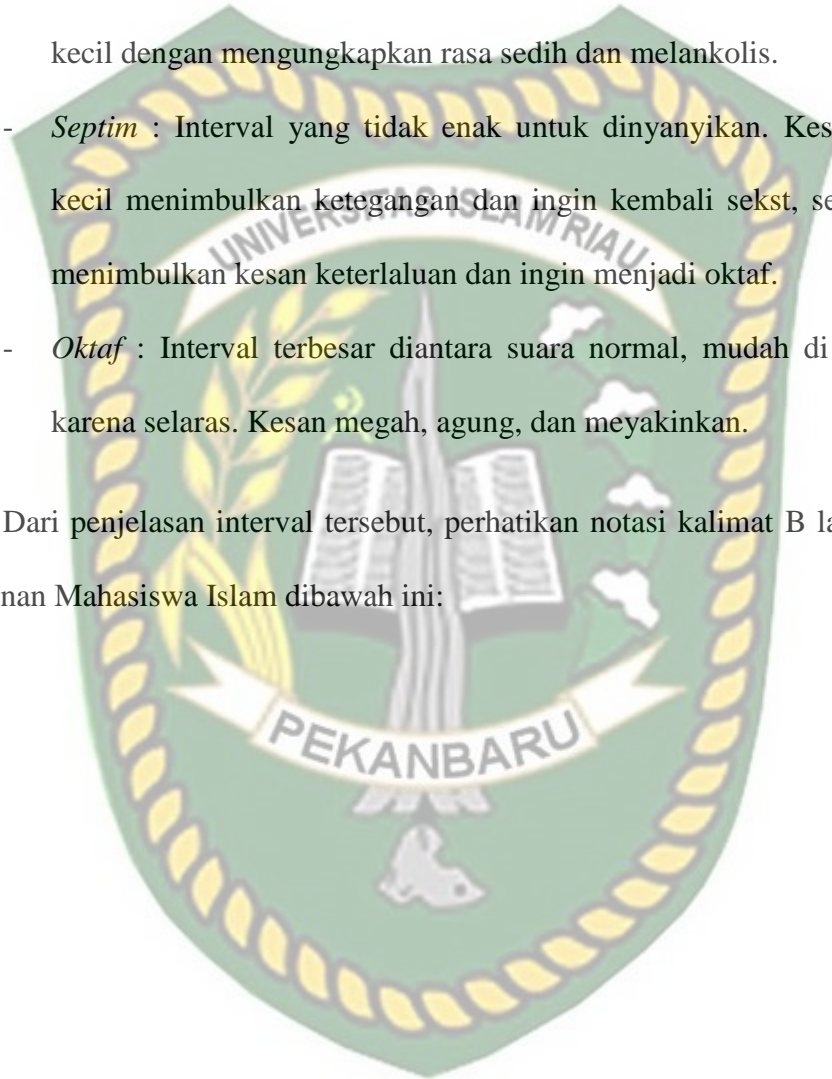 kecil dengan mengungkapkan rasa sedih dan melankolis.
- Septim : Interval yang tidak enak untuk dinyanyikan. Kes
kecil menimbulkan ketegangan dan ingin kembali sekst, se
menimbulkan kesan keterlaluan dan ingin menjadi oktaf.
- Oktaf : Interval terbesar diantara suara normal, mudah di
karena selaras. Kesan megah, agung, dan meyakinkan.
Dari penjelasan interval tersebut, perhatikan notasi kalimat B la
nan Mahasiswa Islam dibawah ini:
UNIVERSITAS ISLAM RIAU
PEKANBARU